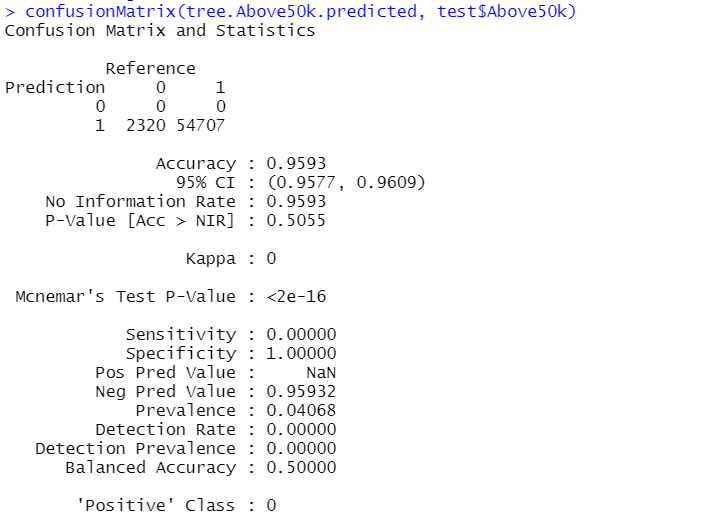 > confusionMatrix(tree.Above50k.predicted, test$Above50k)
Confusion Matrix and Statistics
Reference
Prediction 0 1
0 0 0
1 2320 54707
Accuracy : 0.9593
95% CI : (0.9577, 0.9609)
No Information Rate : 0.9593
P-Value [Acc > NIR] : 0.5055
Kappa : 0
Mcnemar's Test P-Value : <2e-16
Sensitivity : 0.00000
Specificity : 1.00000
Pos Pred Value : NaN
Neg Pred Value : 0.95932
Prevalence : 0.04068
Detection Rate : 0.00000
Detection Prevalence : 0.00000
Balanced Accuracy : 0.50000
'Positive' Class : 0